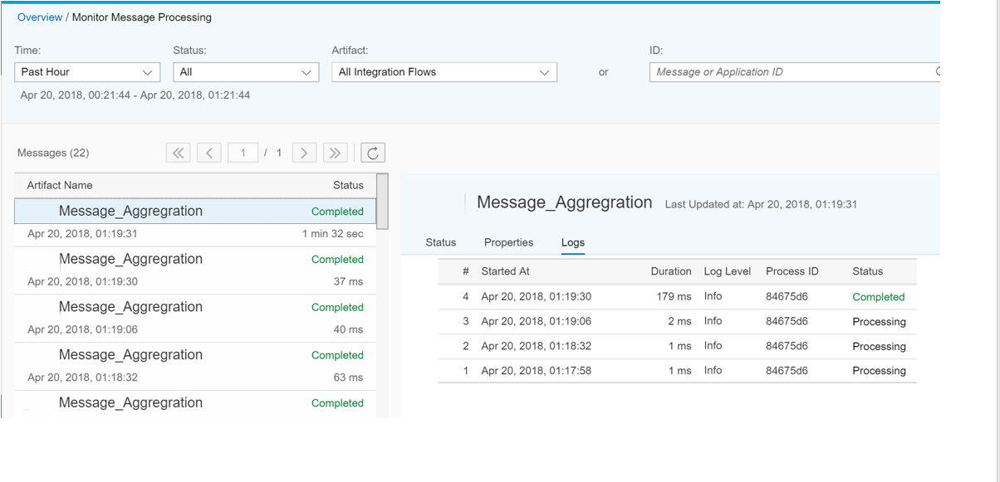 Overview / Monitor Message Processing
Time: Status: Artifact: ID:
Past Hour All All Integration Flows or Message or Application ID
Apr 20, 2018, 00:21:44 - Apr 20, 2018, 01:21:44
Messages (22) 1 / 1
Artifact Name Status
Message_Aggregration Completed
Apr 20, 2018, 01:19:31 1 min 32 sec
Message_Aggregration Completed
Apr 20, 2018, 01:19:30 37 ms
Message_Aggregration Completed
Apr 20, 2018, 01:19:06 40 ms
Message_Aggregration Completed
Apr 20, 2018, 01:18:32 63 ms
Message_Aggregration Completed
Message_Aggregration Last Updated at: Apr 20, 2018, 01:19:31
Status Properties Logs
# Started At Duration Log Level Process ID Status
4 Apr 20, 2018, 01:19:30 179 ms Info 84675d6 Completed
3 Apr 20, 2018, 01:19:06 2 ms Info 84675d6 Processing
2 Apr 20, 2018, 01:18:32 1 ms Info 84675d6 Processing
1 Apr 20, 2018, 01:17:58 1 ms Info 84675d6 Processing